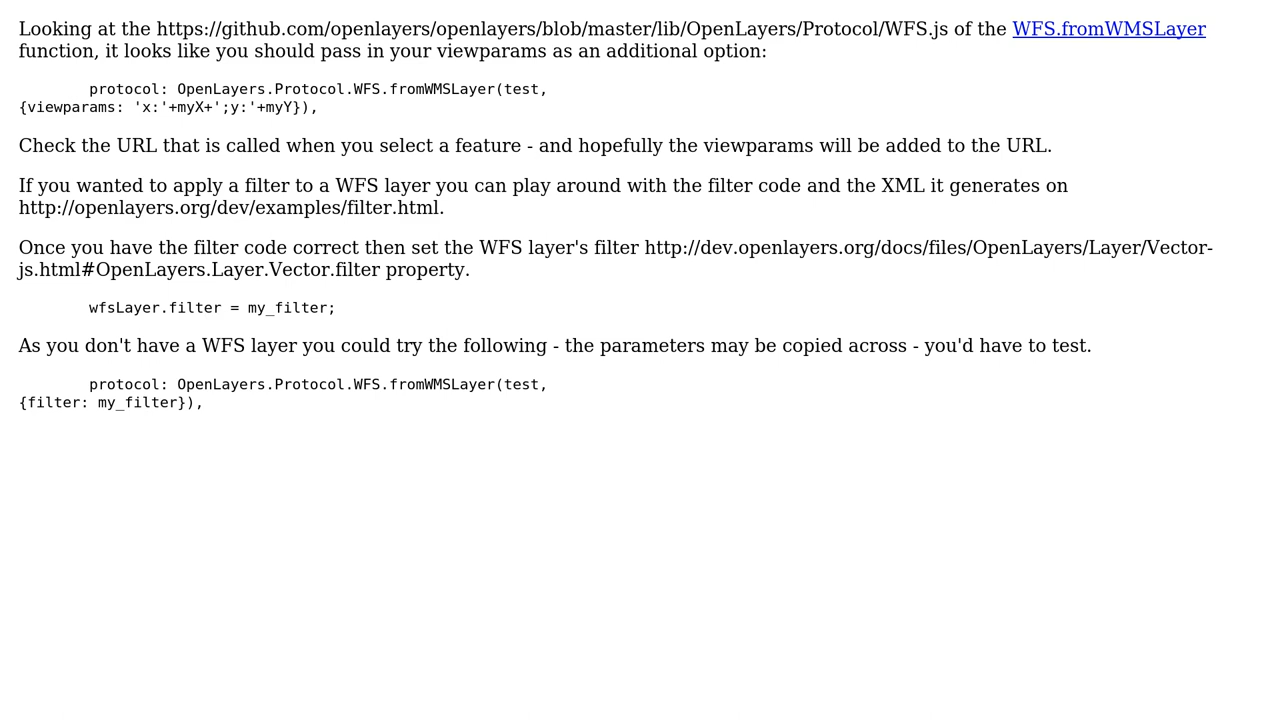 Looking at the https://github.com/openlayers/openlayers/blob/master/lib/OpenLayers/Protocol/WFS.js of the WFS.fromWMSLayer
function, it looks like you should pass in your viewparams as an additional option:
protocol: OpenLayers.Protocol.WFS.fromWMSLayer(test,
{viewparams: 'x:'+myX+';y:'+myY}),
Check the URL that is called when you select a feature - and hopefully the viewparams will be added to the URL.
If you wanted to apply a filter to a WFS layer you can play around with the filter code and the XML it generates on
http://openlayers.org/dev/examples/filter.html.
Once you have the filter code correct then set the WFS layer's filter http://dev.openlayers.org/docs/files/OpenLayers/Layer/Vector-
js.html#OpenLayers.Layer.Vector.filter property.
wfsLayer.filter = my_filter;
As you don't have a WFS layer you could try the following - the parameters may be copied across - you'd have to test.
protocol: OpenLayers.Protocol.WFS.fromWMSLayer(test,
{filter: my_filter}),